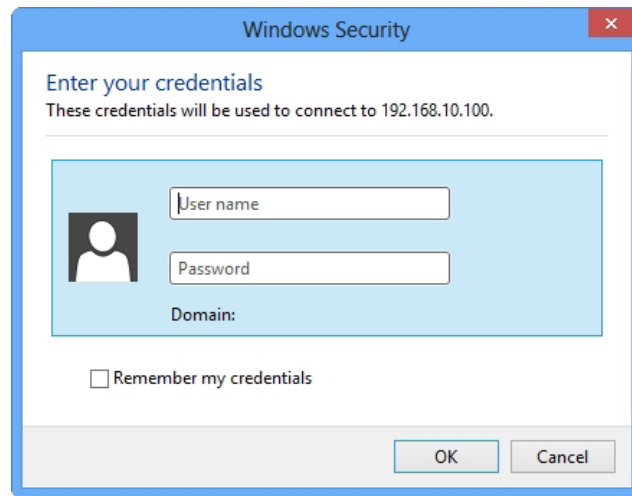 Windows Security
Enter your credentials
These credentials will be used to connect to 192.168.10.100.
User name
Password
Domain:
Remember my credentials
OK
Cancel